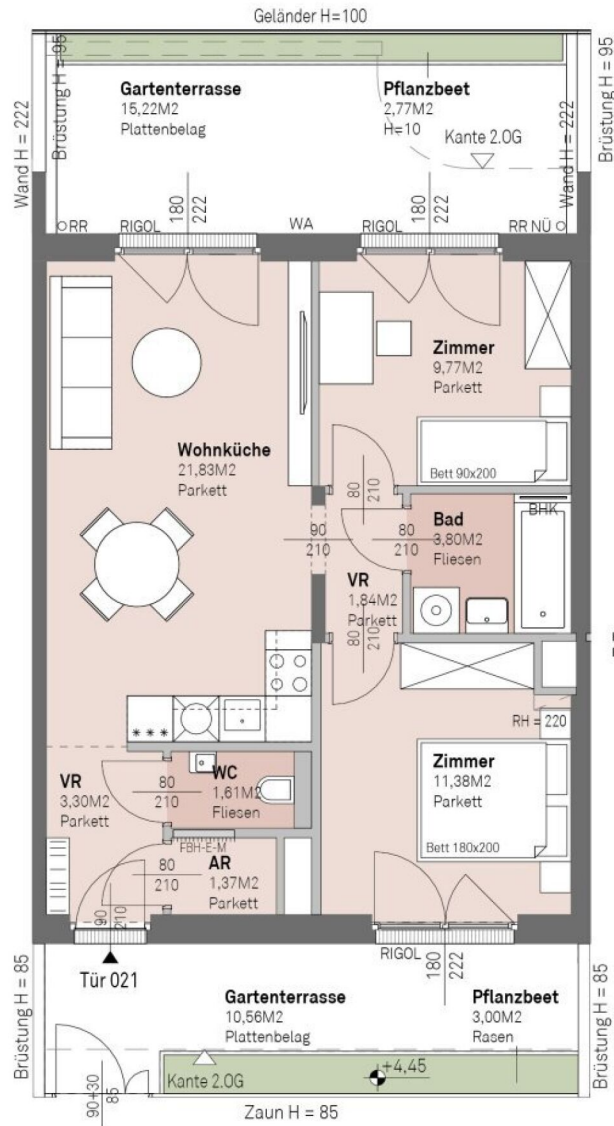 Geländer H=100
Brüstung H = 95
Brüstung H = 95
Wand H = 222
Wand H = 222
Gartenterrasse
15,22M2
Plattenbelag
Pflanzbeet
2,77M2
H=10
Kante 2.OG
180
222
180
222
RR
RIGOL
WA
RIGOL
RR NÜ
Zimmer
9,77M2
Parkett
Bett 90x200
Wohnküche
21,83M2
Parkett
80
210
90
210
80
210
Bad
3,80M2
Fliesen
BHK
VR
1,84M2
Parkett
80
210
RH = 220
Zimmer
11,38M2
Parkett
Bett 180x200
VR
3,30M2
Parkett
80
210
WC
1,61M2
Fliesen
FBH-E-M
80
210
AR
1,37M2
Parkett
90
210
Tür 021
RIGOL
180
222
Brüstung H = 85
Brüstung H = 85
Gartenterrasse
10,56M2
Plattenbelag
Pflanzbeet
3,00M2
Rasen
Kante 2.OG
+4,45
90+30
85
Zaun H = 85